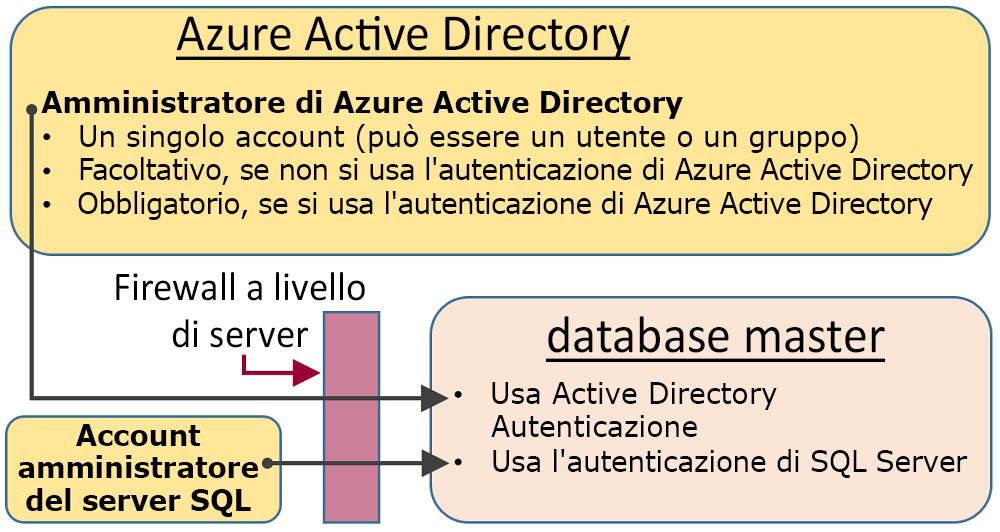 Azure Active Directory
Amministratore di Azure Active Directory
• Un singolo account (può essere un utente o un gruppo)
• Facoltativo, se non si usa l'autenticazione di Azure Active Directory
• Obbligatorio, se si usa l'autenticazione di Azure Active Directory
Firewall a livello
di server
database master
• Usa Active Directory
Autenticazione
• Usa l'autenticazione di SQL Server
Account
amministratore
del server SQL